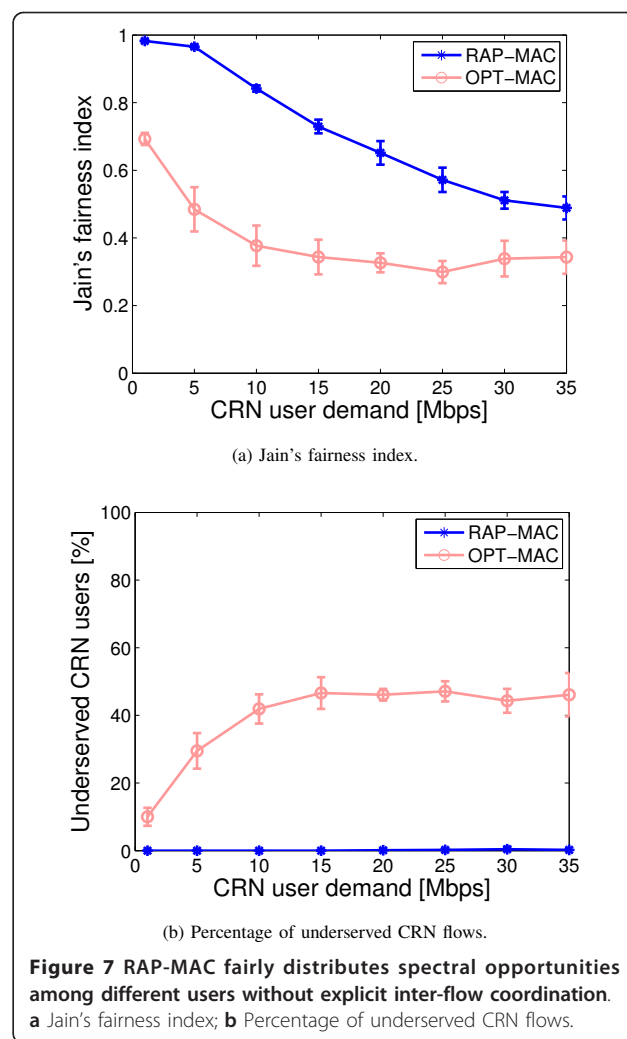 1
0.8
0.6
0.4
0.2
0
Jain's fairness index
RAP-MAC
OPT-MAC
0 5 10 15 20 25 30 35
CRN user demand [Mbps]
(a) Jain's fairness index.
100
80
60
40
20
0
Underserved CRN users [%]
RAP-MAC
OPT-MAC
0 5 10 15 20 25 30 35
CRN user demand [Mbps]
(b) Percentage of underserved CRN flows.
Figure 7 RAP-MAC fairly distributes spectral opportunities
among different users without explicit inter-flow coordination.
a Jain's fairness index; b Percentage of underserved CRN flows.